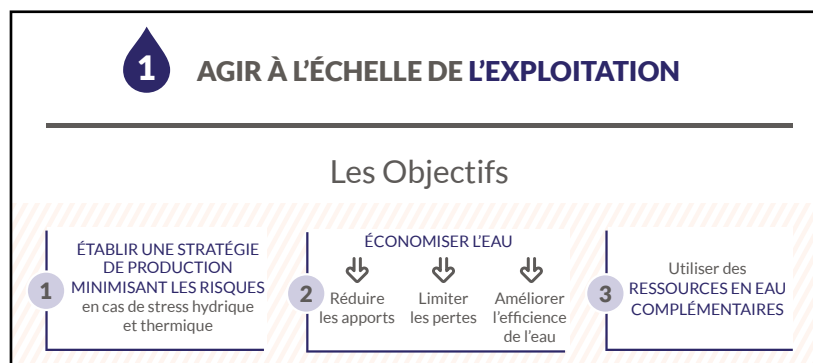 1
AGIR À L'ÉCHELLE DE L'EXPLOITATION
Les Objectifs
1
ÉTABLIR UNE STRATÉGIE
DE PRODUCTION
MINIMISANT LES RISQUES
en cas de stress hydrique
et thermique
2
ÉCONOMISER L'EAU
Réduire
les apports
Limiter
les pertes
Améliorer
l'efficience
de l'eau
3
Utiliser des
RESSOURCES EN EAU
COMPLÉMENTAIRES